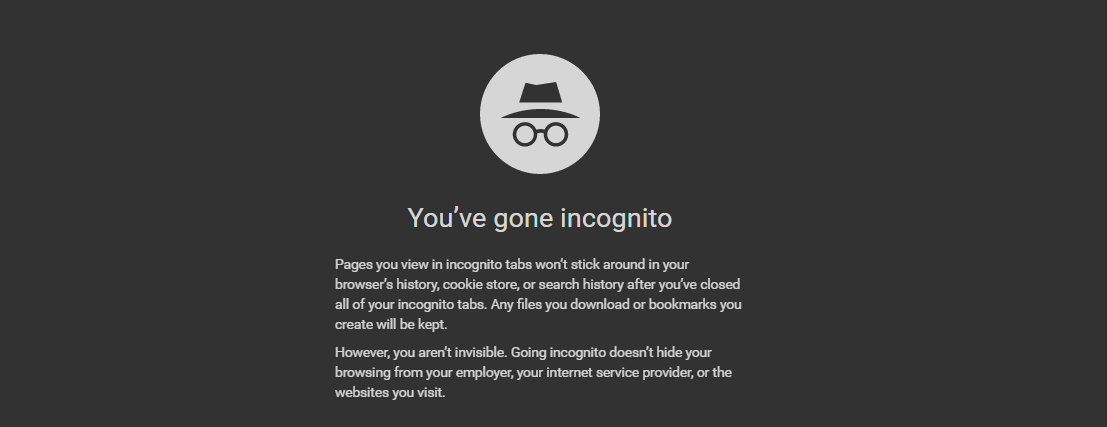 You’ve gone incognito
Pages you view in incognito tabs won’t stick around in your
browser’s history, cookie store, or search history after you’ve closed
all of your incognito tabs. Any files you download or bookmarks you
create will be kept.
However, you aren’t invisible. Going incognito doesn’t hide your
browsing from your employer, your internet service provider, or the
websites you visit.